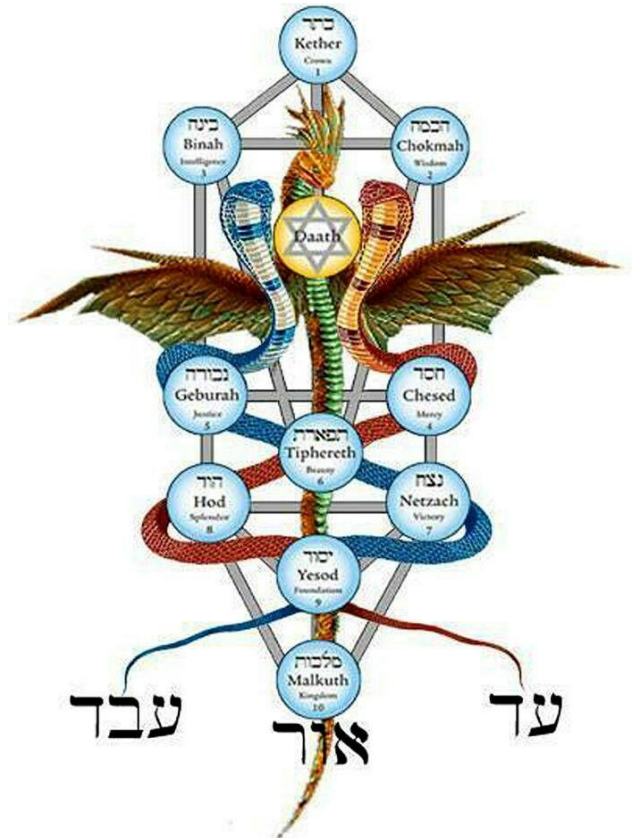 כתר
Kether
Crown
1
בינה
Binah
Intelligence
3
חכמה
Chokmah
Wisdom
2
Daath
גבורה
Geburah
Justice
5
חסד
Chesed
Mercy
4
תפארת
Tiphereth
Beauty
6
הוד
Hod
Splendor
8
נצח
Netzach
Victory
7
יסוד
Yesod
Foundation
9
מלכות
Malkuth
Kingdom
10
עבד
אור
עד